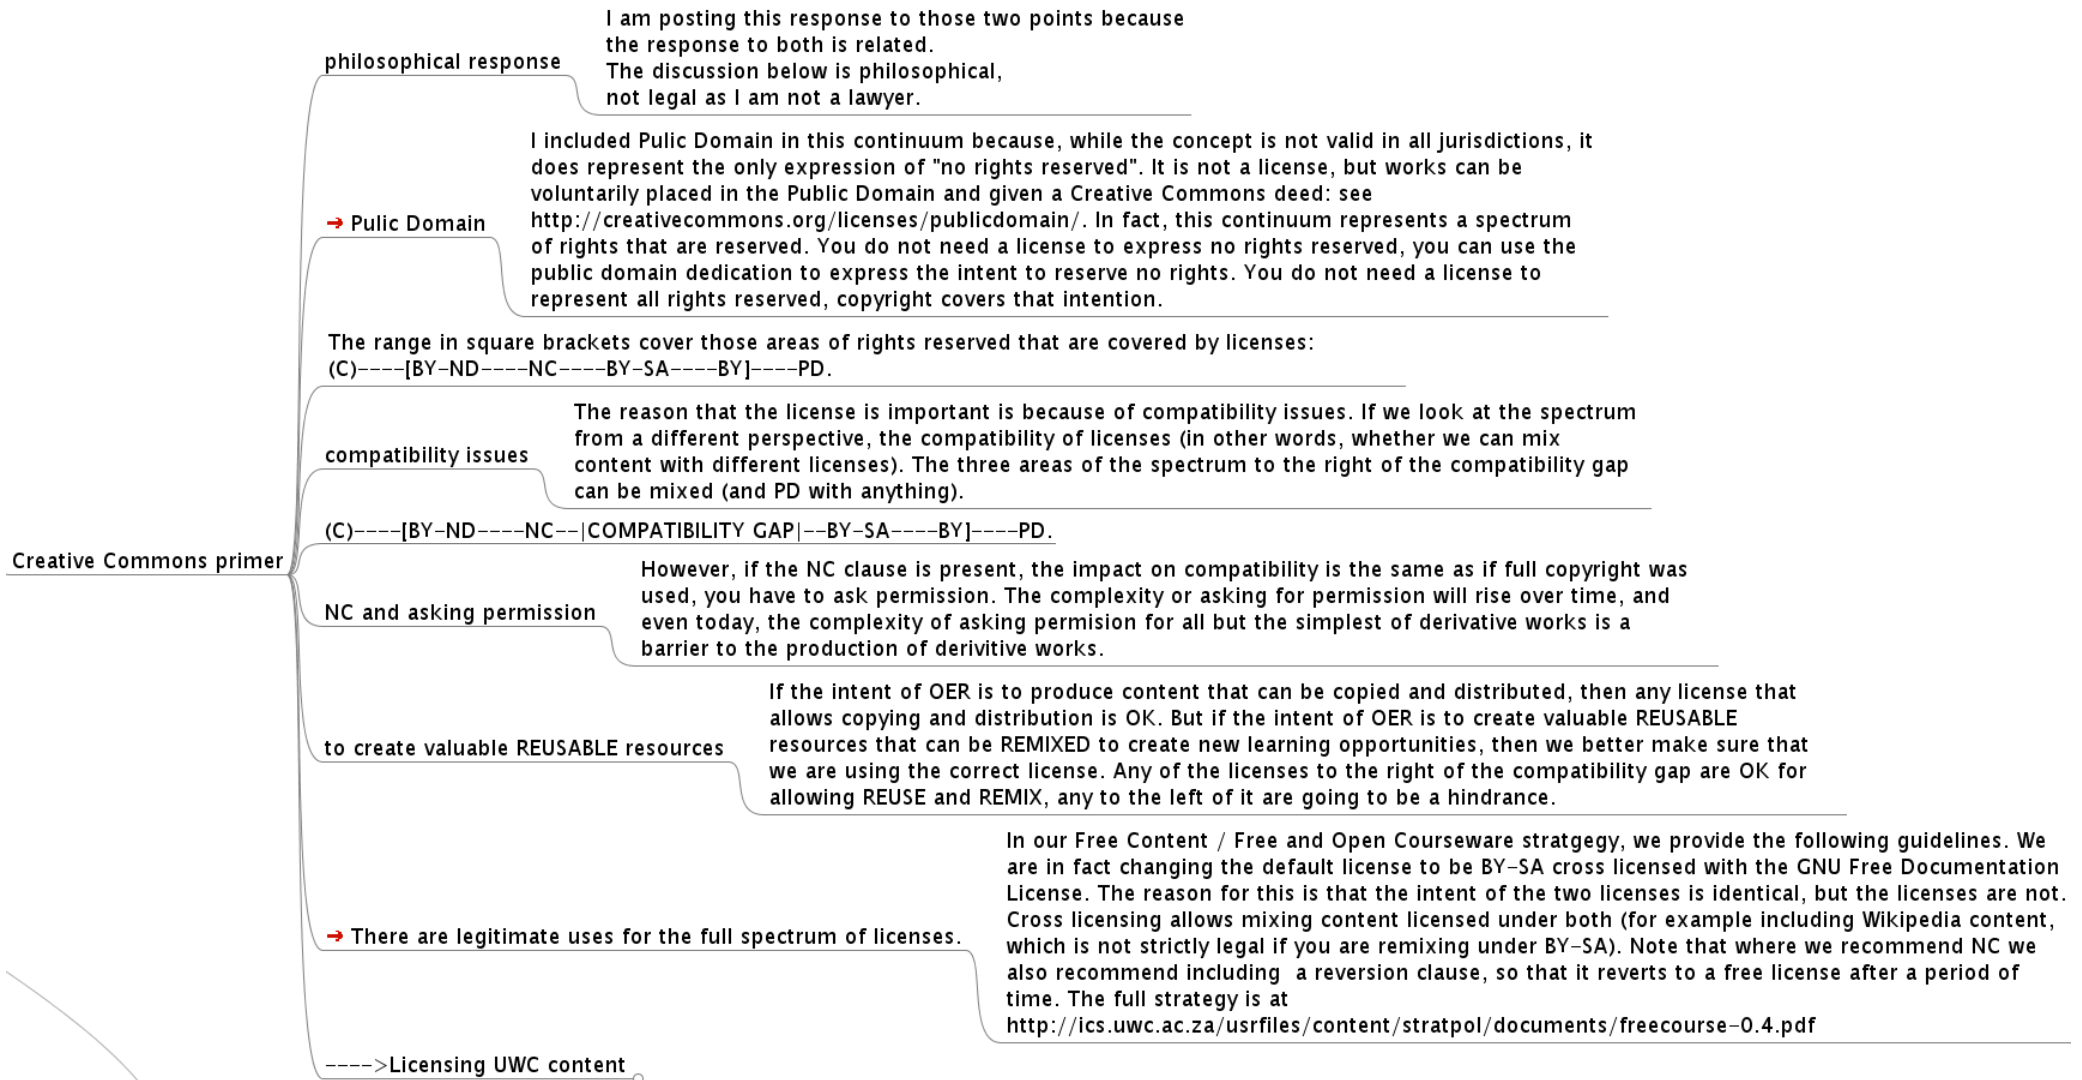 Creative Commons primer
philosophical response
I am posting this response to those two points because
the response to both is related.
The discussion below is philosophical,
not legal as I am not a lawyer.
Pulic Domain
I included Pulic Domain in this continuum because, while the concept is not valid in all jurisdictions, it
does represent the only expression of "no rights reserved". It is not a license, but works can be
voluntarily placed in the Public Domain and given a Creative Commons deed: see
http://creativecommons.org/licenses/publicdomain/. In fact, this continuum represents a spectrum
of rights that are reserved. You do not need a license to express no rights reserved, you can use the
public domain dedication to express the intent to reserve no rights. You do not need a license to
represent all rights reserved, copyright covers that intention.
The range in square brackets cover those areas of rights reserved that are covered by licenses:
(C)----[BY-ND----NC----BY-SA----BY]----PD.
compatibility issues
The reason that the license is important is because of compatibility issues. If we look at the spectrum
from a different perspective, the compatibility of licenses (in other words, whether we can mix
content with different licenses). The three areas of the spectrum to the right of the compatibility gap
can be mixed (and PD with anything).
(C)----[BY-ND----NC--|COMPATIBILITY GAP|--BY-SA----BY]----PD.
NC and asking permission
However, if the NC clause is present, the impact on compatibility is the same as if full copyright was
used, you have to ask permission. The complexity or asking for permission will rise over time, and
even today, the complexity of asking permision for all but the simplest of derivative works is a
barrier to the production of derivitive works.
to create valuable REUSABLE resources
If the intent of OER is to produce content that can be copied and distributed, then any license that
allows copying and distribution is OK. But if the intent of OER is to create valuable REUSABLE
resources that can be REMIXED to create new learning opportunities, then we better make sure that
we are using the correct license. Any of the licenses to the right of the compatibility gap are OK for
allowing REUSE and REMIX, any to the left of it are going to be a hindrance.
There are legitimate uses for the full spectrum of licenses.
In our Free Content / Free and Open Courseware stratgegy, we provide the following guidelines. We
are in fact changing the default license to be BY-SA cross licensed with the GNU Free Documentation
License. The reason for this is that the intent of the two licenses is identical, but the licenses are not.
Cross licensing allows mixing content licensed under both (for example including Wikipedia content,
which is not strictly legal if you are remixing under BY-SA). Note that where we recommend NC we
also recommend including  a reversion clause, so that it reverts to a free license after a period of
time. The full strategy is at
http://ics.uwc.ac.za/usrfiles/content/stratpol/documents/freecourse-0.4.pdf
---->Licensing UWC content